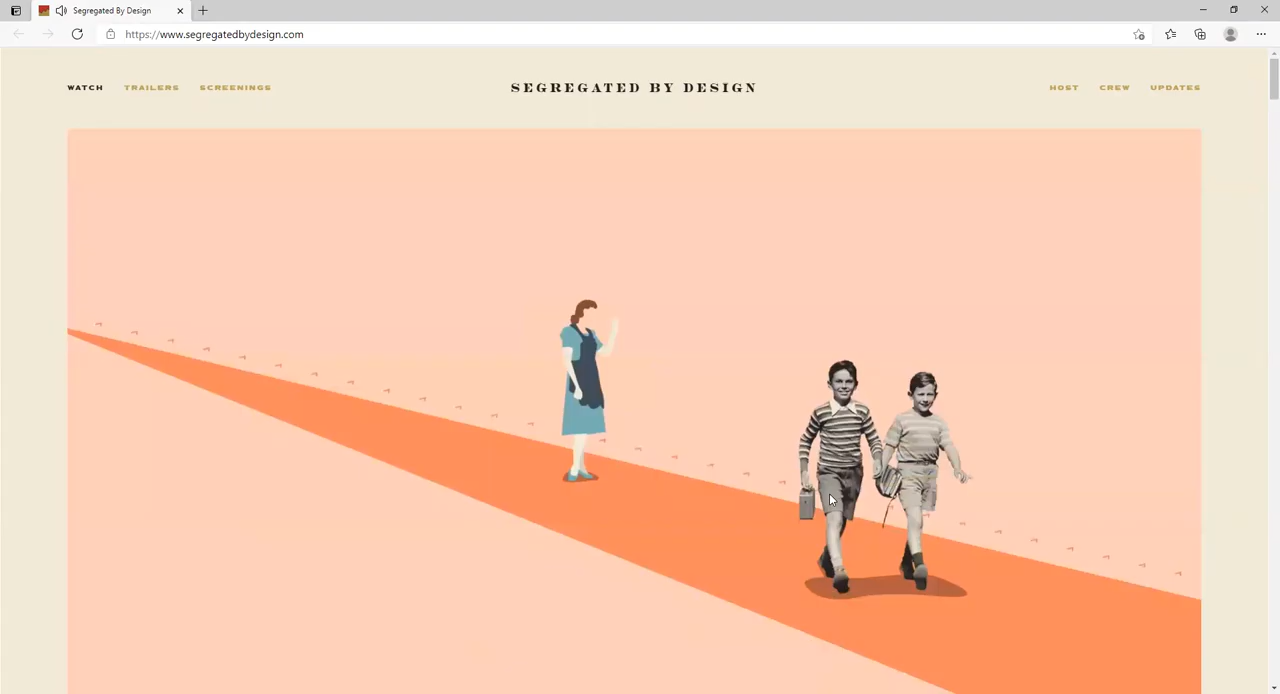 Segregated By Design
https://www.segregatedbydesign.com
WATCH TRAILERS SCREENINGS SEGREGATED BY DESIGN HOST CREW UPDATES